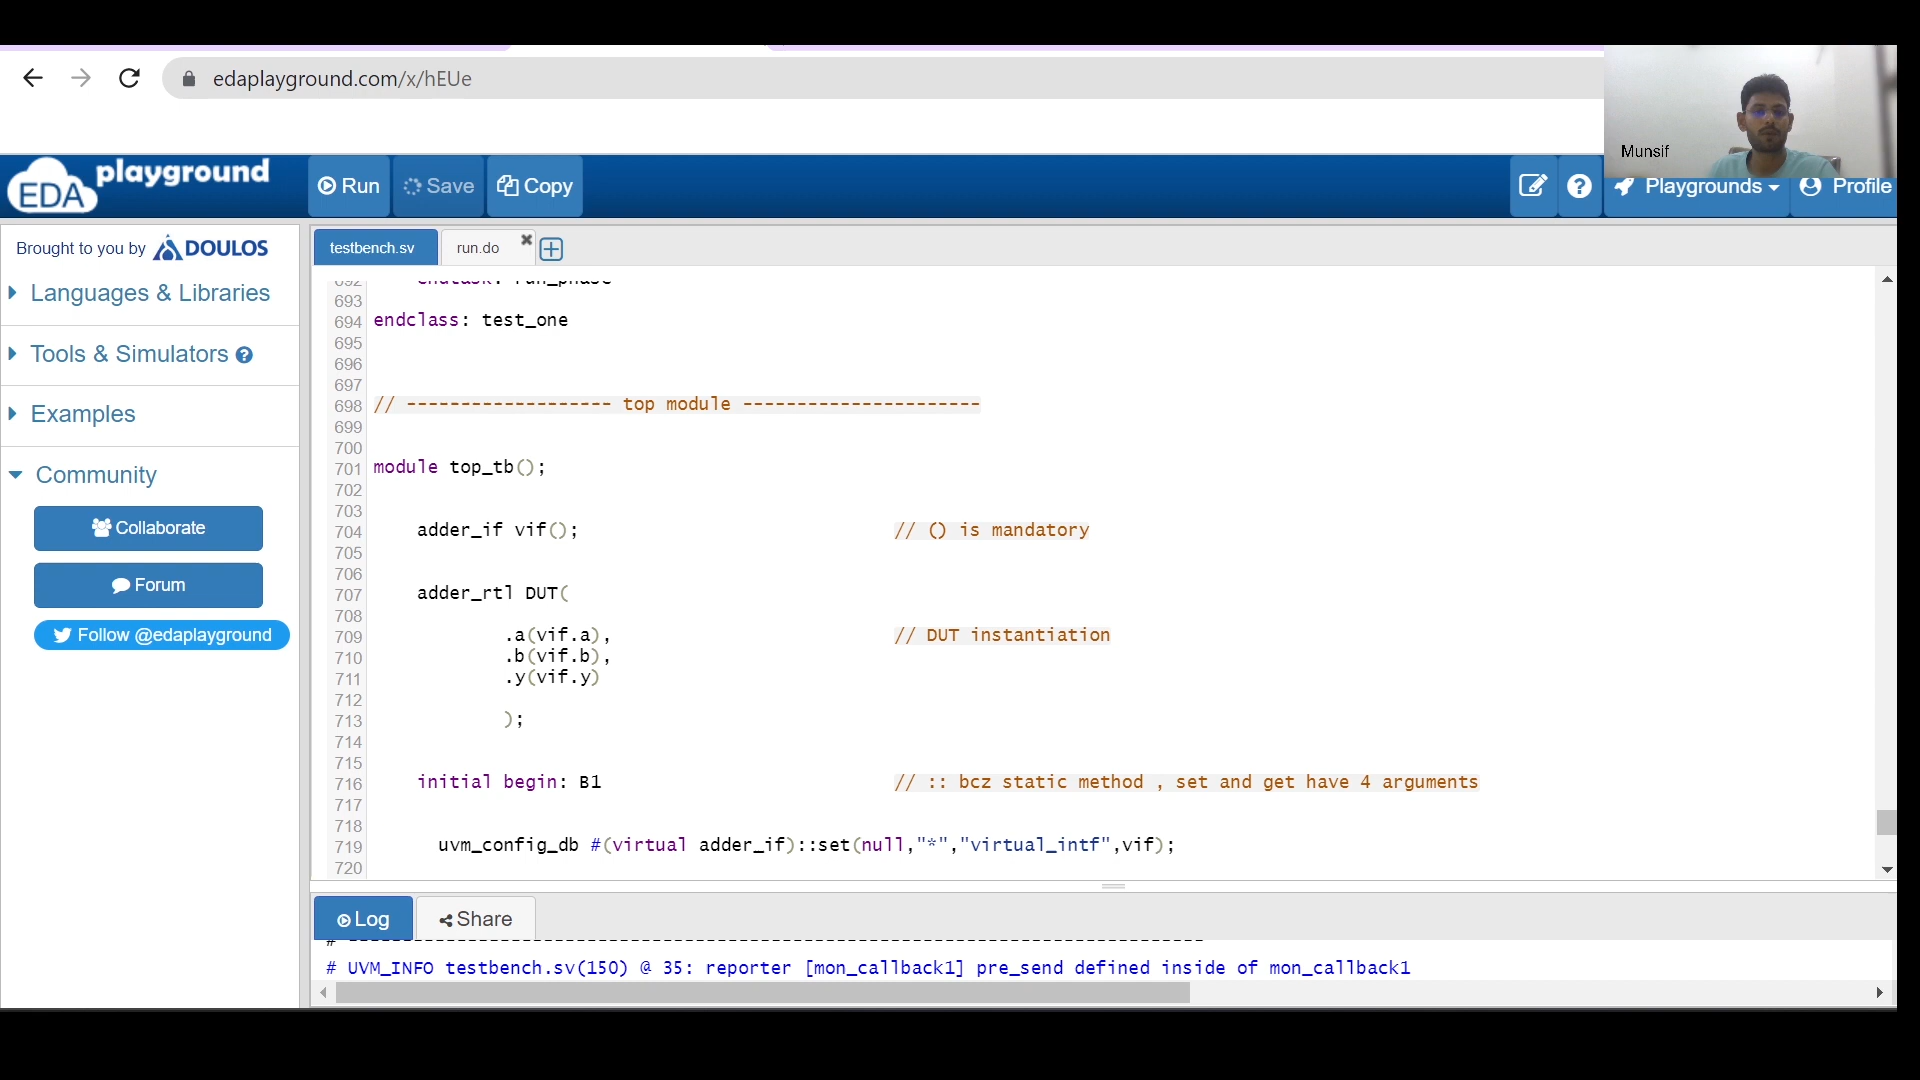 edaplayground.com/x/hEUe
Munsif
EDA playground
Run
Save
Copy
Playgrounds
Profile
Brought to you by DOULOS
testbench.sv
run.do
Languages & Libraries
Tools & Simulators
Examples
Community
Collaborate
Forum
Follow @edaplayground
692 endtask: run_phase
693
694 endclass: test_one
695
696
697
698 // ------------------- top module ----------------------
699
700
701 module top_tb();
702
703
704 adder_if vif(); // () is mandatory
705
706
707 adder_rtl DUT(
708
709 .a(vif.a), // DUT instantiation
710 .b(vif.b),
711 .y(vif.y)
712
713 );
714
715
716 initial begin: B1 // :: bcz static method , set and get have 4 arguments
717
718
719 uvm_config_db #(virtual adder_if)::set(null,"*","virtual_intf",vif);
720
Log
Share
# UVM_INFO testbench.sv(150) @ 35: reporter [mon_callback1] pre_send defined inside of mon_callback1